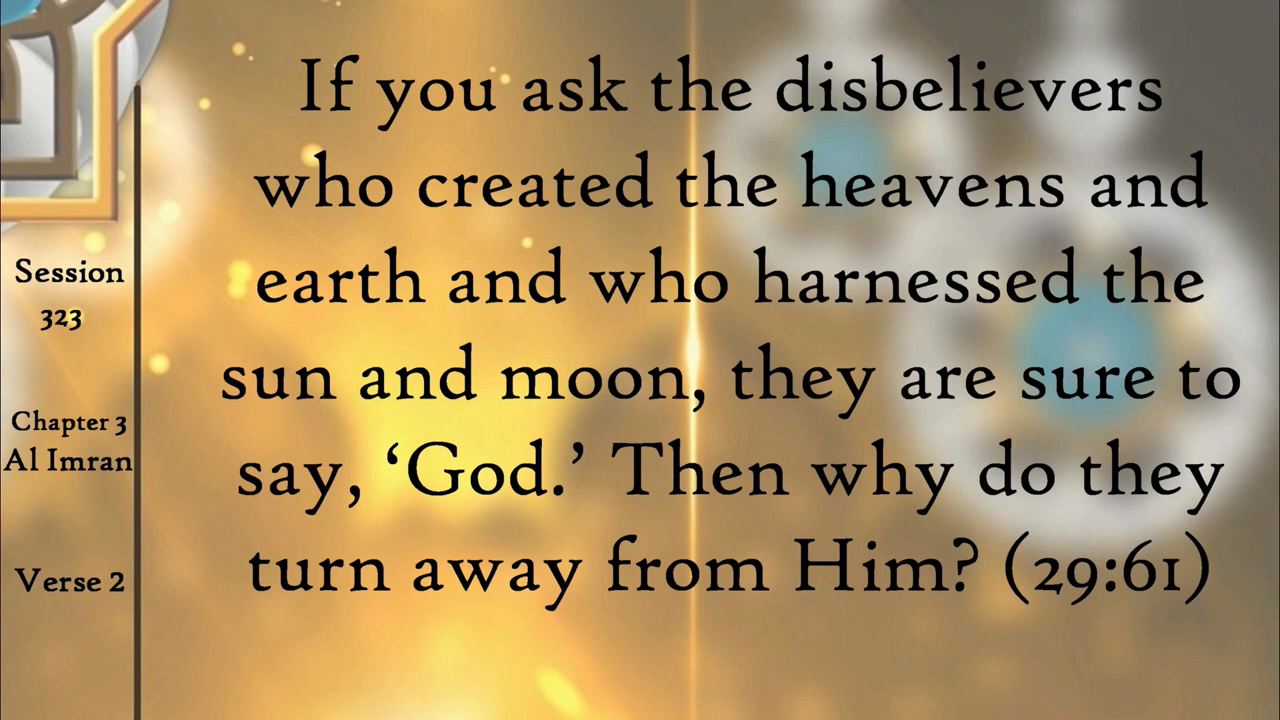 Session
323
Chapter 3
Al Imran
Verse 2
If you ask the disbelievers
who created the heavens and
earth and who harnessed the
sun and moon, they are sure to
say, ‘God.’ Then why do they
turn away from Him? (29:61)